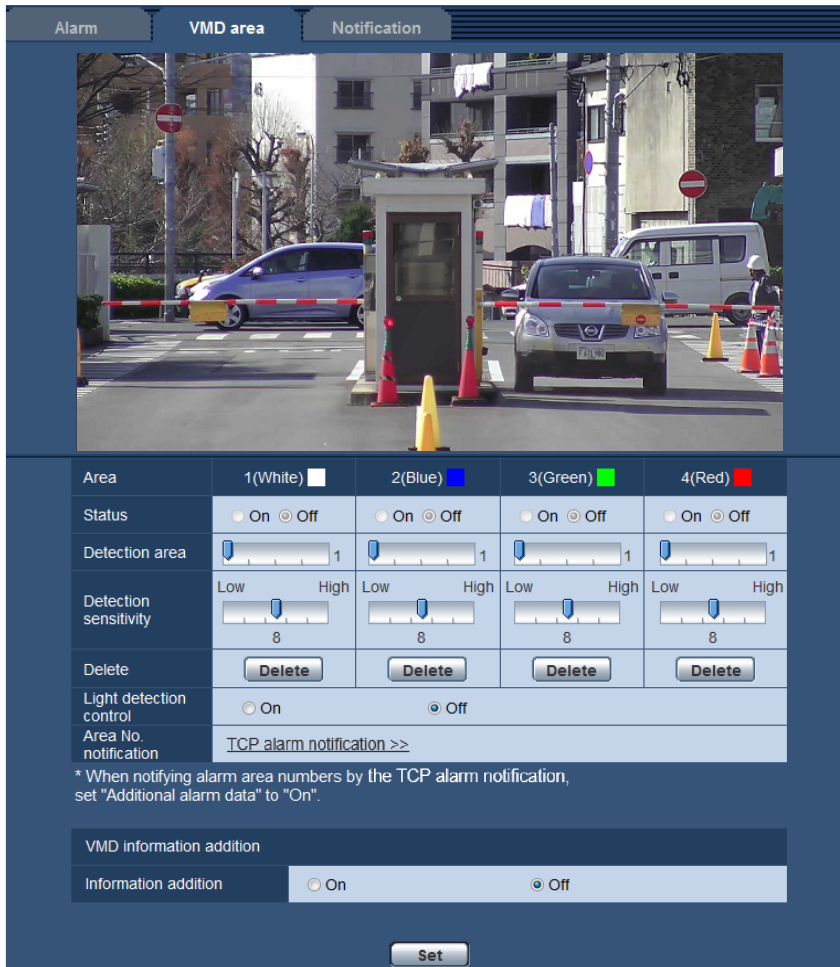 Alarm VMD area Notification
Area 1(White) 2(Blue) 3(Green) 4(Red)
Status On Off On Off On Off On Off
Detection area 1 1 1 1
Low High Low High Low High Low High
Detection
sensitivity
8 8 8 8
Delete Delete Delete Delete Delete
Light detection
control
On Off
Area No.
notification
TCP alarm notification >>
* When notifying alarm area numbers by the TCP alarm notification,
set "Additional alarm data" to "On".
VMD information addition
Information addition On Off
Set